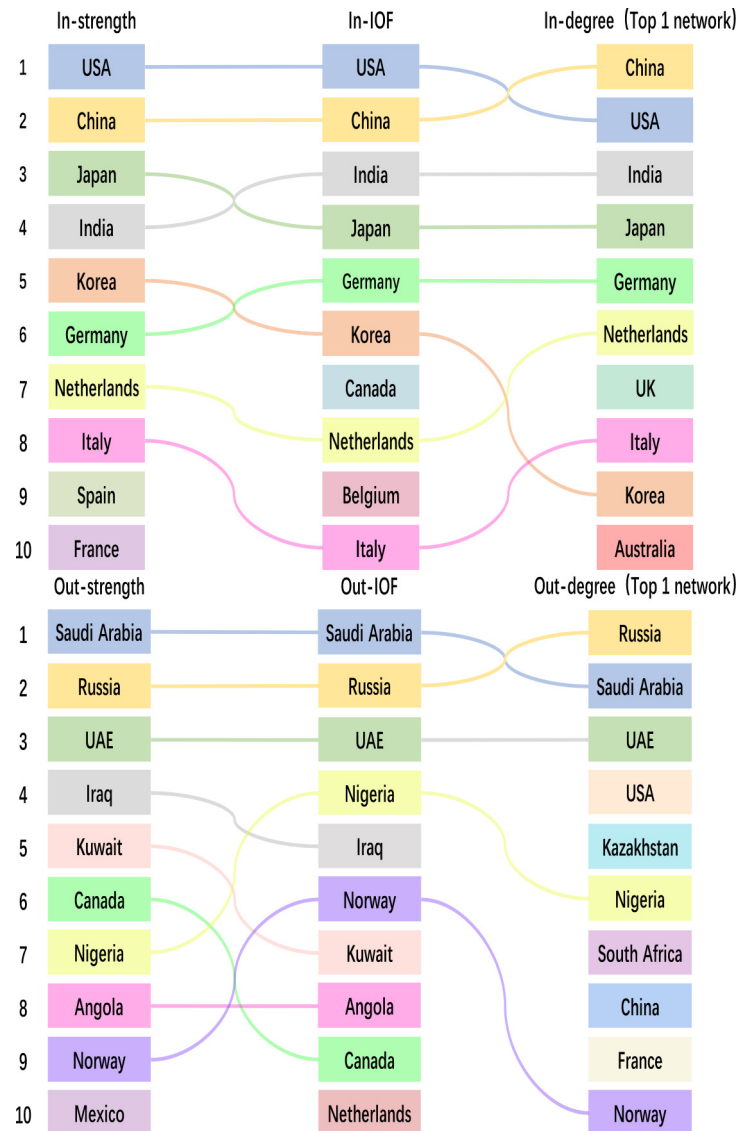 In-strength In-IOF In-degree (Top 1 network)
1 USA USA China
2 China China USA
3 Japan India India
4 India Japan Japan
5 Korea Germany Germany
6 Germany Korea Netherlands
7 Netherlands Canada UK
8 Italy Netherlands Italy
9 Spain Belgium Korea
10 France Italy Australia
Out-strength Out-IOF Out-degree (Top 1 network)
1 Saudi Arabia Saudi Arabia Russia
2 Russia Russia Saudi Arabia
3 UAE UAE UAE
4 Iraq Nigeria USA
5 Kuwait Iraq Kazakhstan
6 Canada Norway Nigeria
7 Nigeria Kuwait South Africa
8 Angola Angola China
9 Norway Canada France
10 Mexico Netherlands Norway